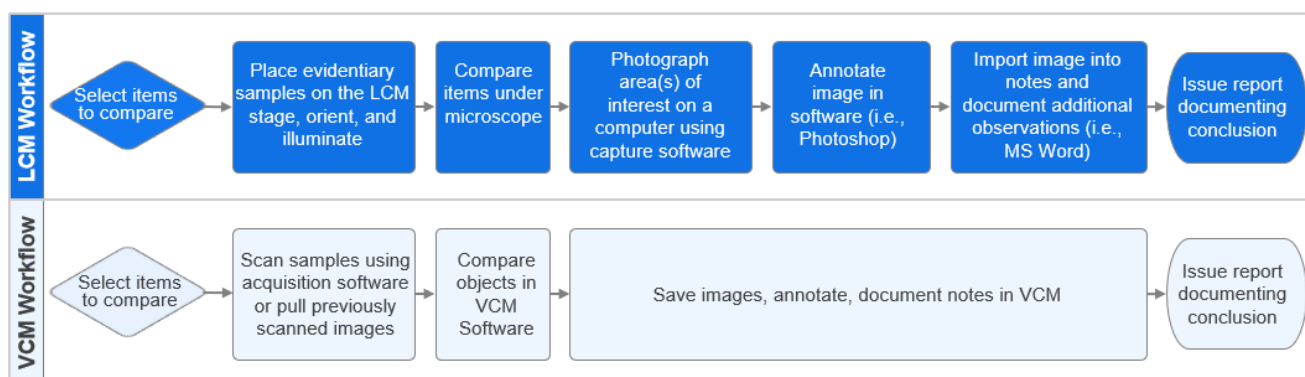 LCM Workflow
Select items
to compare
Place evidentiary
samples on the LCM
stage, orient, and
illuminate
Compare
items under
microscope
Photograph
area(s) of
interest on a
computer using
capture software
Annotate
image in
software (i.e.,
Photoshop)
Import image into
notes and
document additional
observations (i.e.,
MS Word)
Issue report
documenting
conclusion
VCM Workflow
Select items
to compare
Scan samples using
acquisition software
or pull previously
scanned images
Compare
objects in
VCM
Software
Save images, annotate, document notes in VCM
Issue report
documenting
conclusion